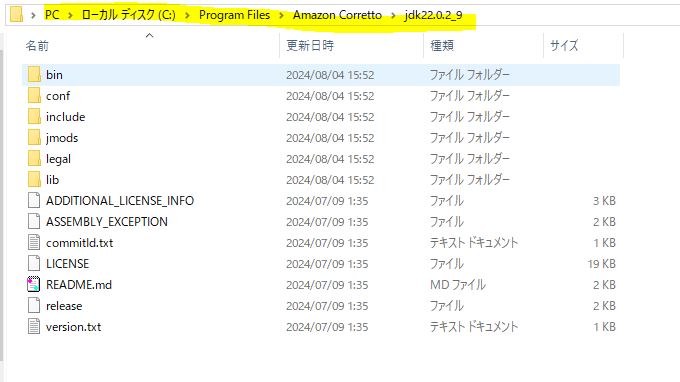 PC > ローカル ディスク (C:) > Program Files > Amazon Corretto > jdk22.0.2_9
名前 更新日時 種類 サイズ
bin 2024/08/04 15:52 ファイル フォルダー
conf 2024/08/04 15:52 ファイル フォルダー
include 2024/08/04 15:52 ファイル フォルダー
jmods 2024/08/04 15:52 ファイル フォルダー
legal 2024/08/04 15:52 ファイル フォルダー
lib 2024/08/04 15:52 ファイル フォルダー
ADDITIONAL_LICENSE_INFO 2024/07/09 1:35 ファイル 3 KB
ASSEMBLY_EXCEPTION 2024/07/09 1:35 ファイル 2 KB
commitId.txt 2024/07/09 1:35 テキスト ドキュメント 1 KB
LICENSE 2024/07/09 1:35 ファイル 19 KB
README.md 2024/07/09 1:35 MD ファイル 2 KB
release 2024/07/09 1:35 ファイル 2 KB
version.txt 2024/07/09 1:35 テキスト ドキュメント 1 KB